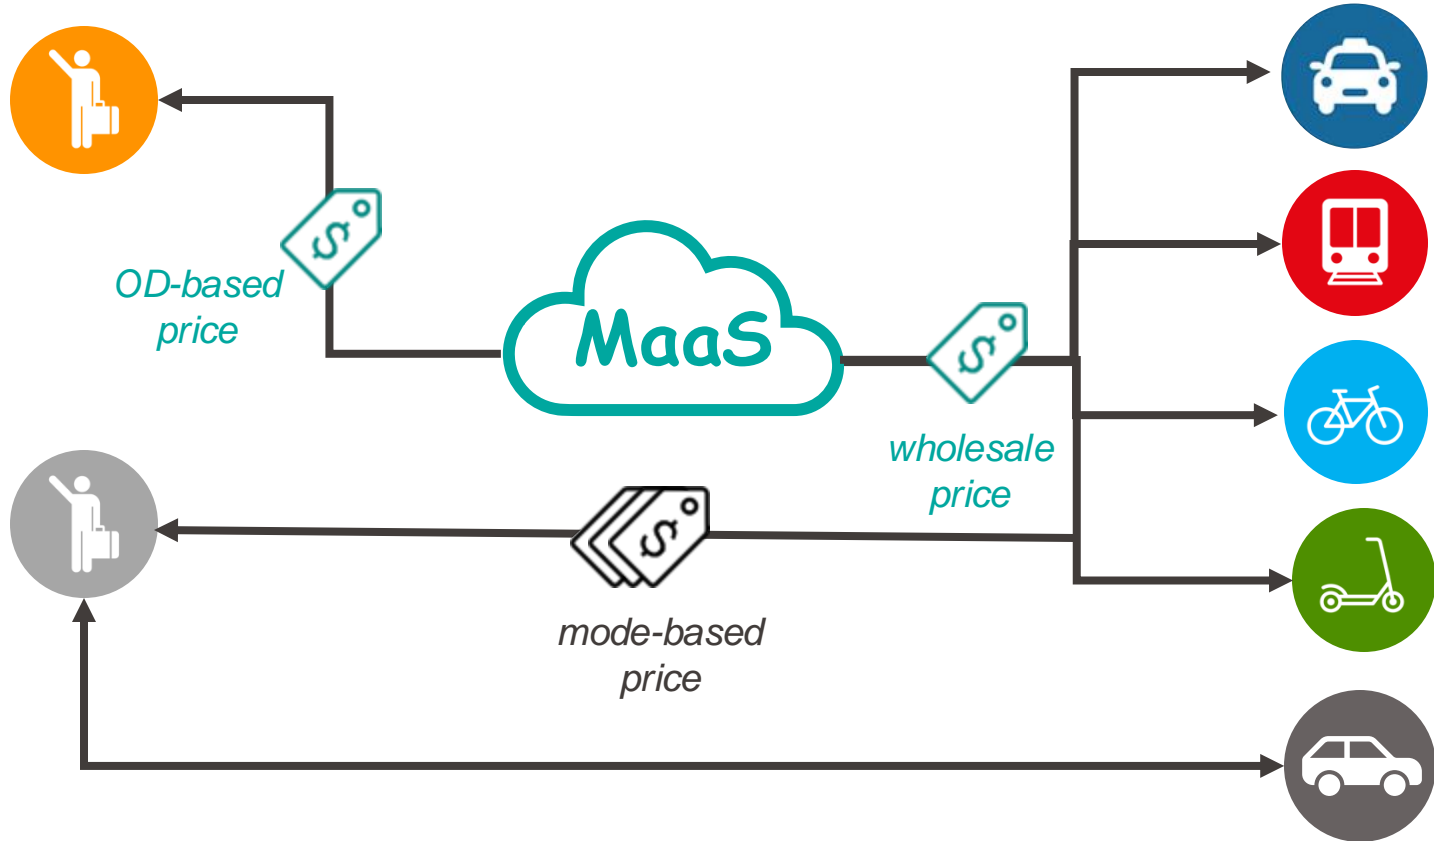 OD-based
price
MaaS
wholesale
price
mode-based
price
$
$
$